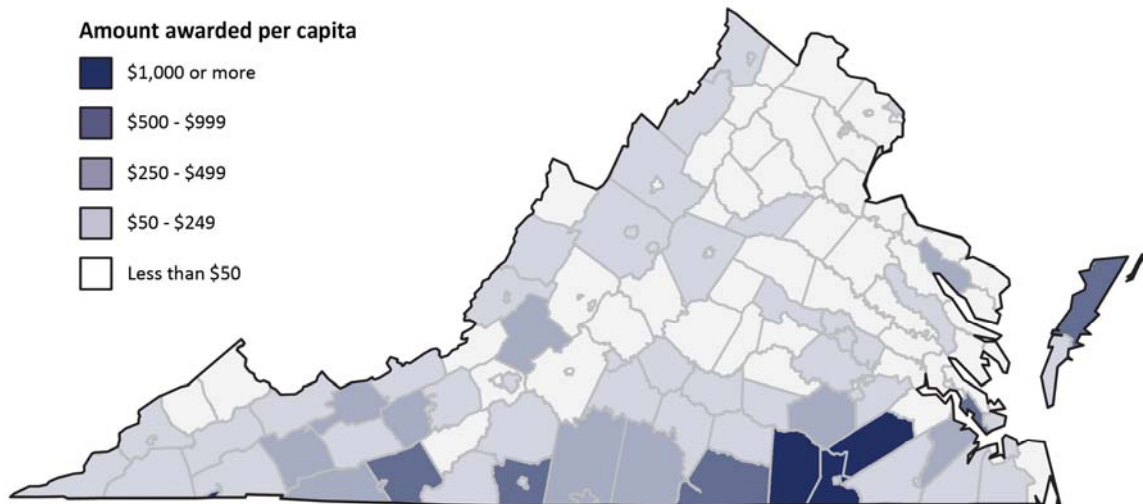 Amount awarded per capita
$1,000 or more
$500 - $999
$250 - $499
$50 - $249
Less than $50